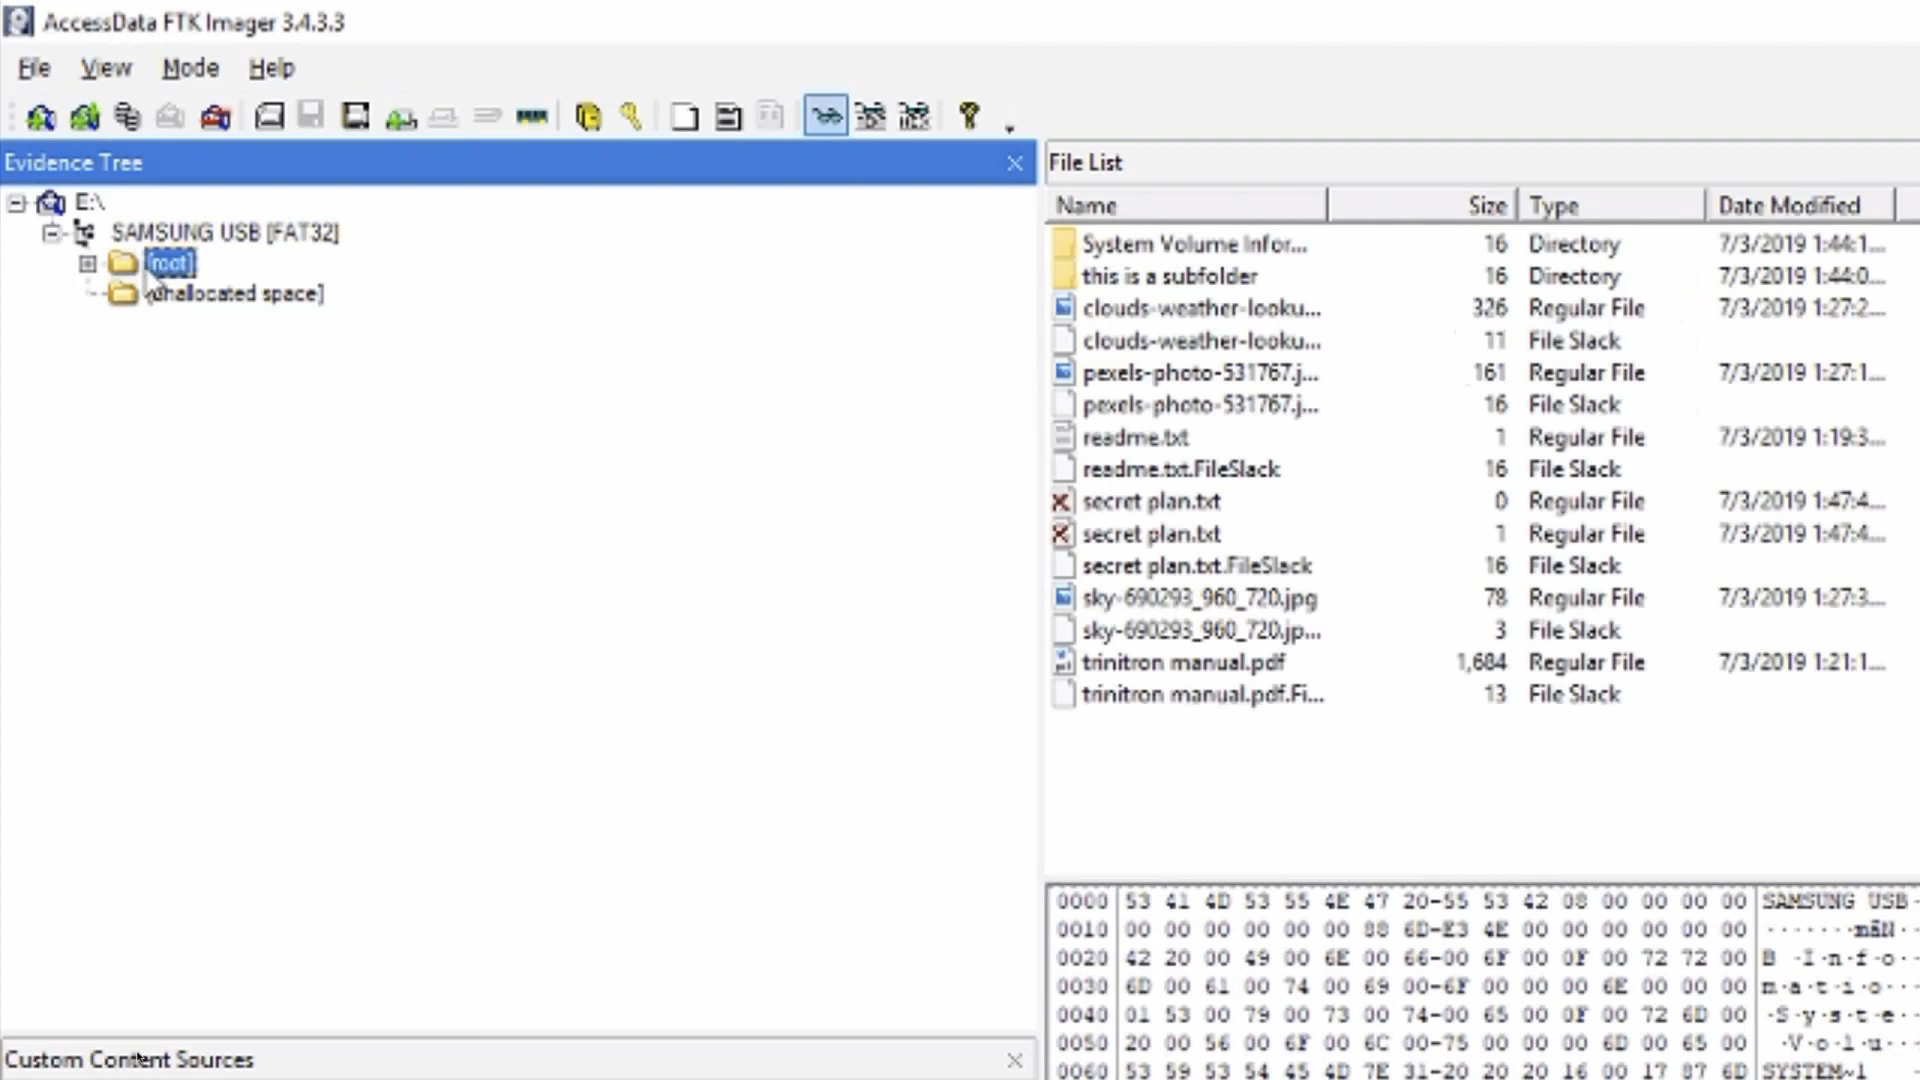 AccessData FTK Imager 3.4.3.3
File View Mode Help
Evidence Tree
E:\
SAMSUNG USB [FAT32]
[root]
[unallocated space]
Custom Content Sources
File List
Name Size Type Date Modified
System Volume Infor... 16 Directory 7/3/2019 1:44:1...
this is a subfolder 16 Directory 7/3/2019 1:44:0...
clouds-weather-looku... 326 Regular File 7/3/2019 1:27:2...
clouds-weather-looku... 11 File Slack
pexels-photo-531767.j... 161 Regular File 7/3/2019 1:27:1...
pexels-photo-531767.j... 16 File Slack
readme.txt 1 Regular File 7/3/2019 1:19:3...
readme.txt.FileSlack 16 File Slack
secret plan.txt 0 Regular File 7/3/2019 1:47:4...
secret plan.txt 1 Regular File 7/3/2019 1:47:4...
secret plan.txt.FileSlack 16 File Slack
sky-690293_960_720.jpg 78 Regular File 7/3/2019 1:27:3...
sky-690293_960_720.jp... 3 File Slack
trinitron manual.pdf 1,684 Regular File 7/3/2019 1:21:1...
trinitron manual.pdf.Fi... 13 File Slack
0000 53 41 4D 53 55 4E 47 20-55 53 42 08 00 00 00 00 SAMSUNG USB·
0010 00 00 00 00 00 00 88 6D-E3 4E 00 00 00 00 00 00 ·······mãN··
0020 42 20 00 49 00 6E 00 66-00 6F 00 0F 00 72 72 00 B ·I·n·f·o··
0030 6D 00 61 00 74 00 69 00-6F 00 00 00 6E 00 00 00 m·a·t·i·o···
0040 01 53 00 79 00 73 00 74-00 65 00 0F 00 72 6D 00 ·S·y·s·t·e··
0050 20 00 56 00 6F 00 6C 00-75 00 00 00 6D 00 65 00 ·V·o·l·u···
0060 53 59 53 54 45 4D 7E 31-20 20 20 16 00 17 87 6D SYSTEM~1